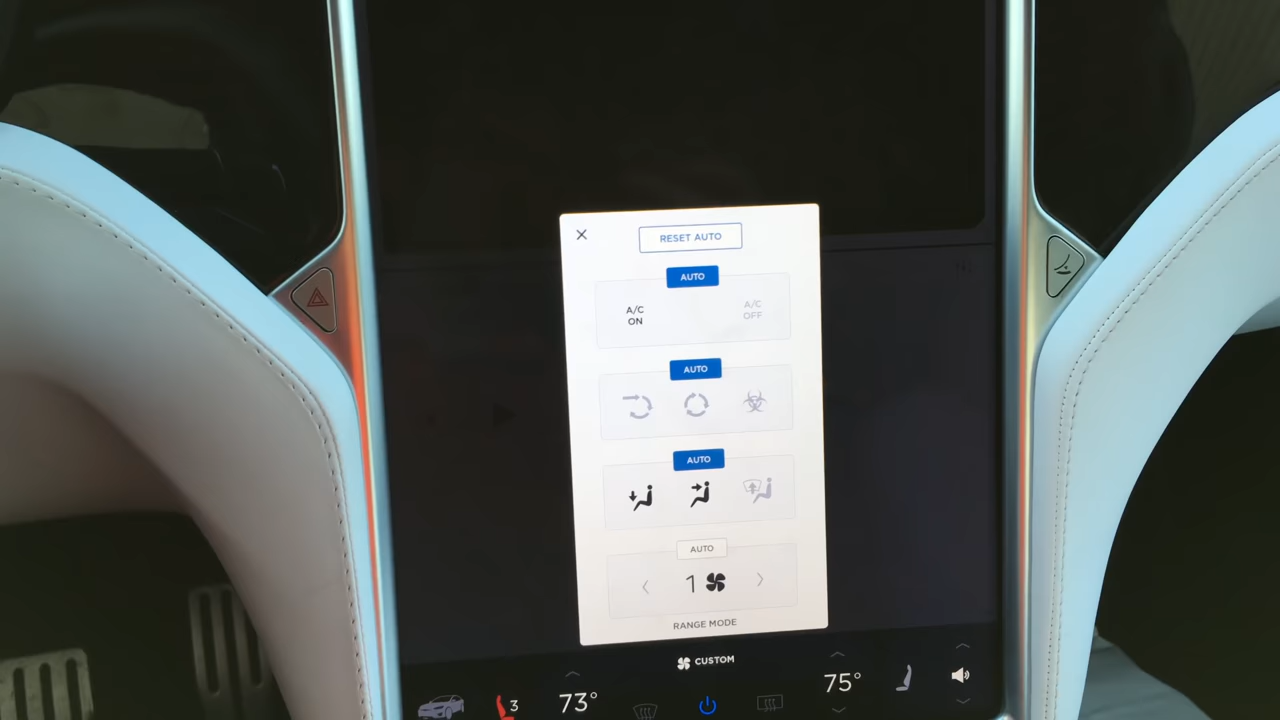 RESET AUTO
AUTO
A/C ON
A/C OFF
AUTO
AUTO
AUTO
1
RANGE MODE
CUSTOM
3
73°
75°